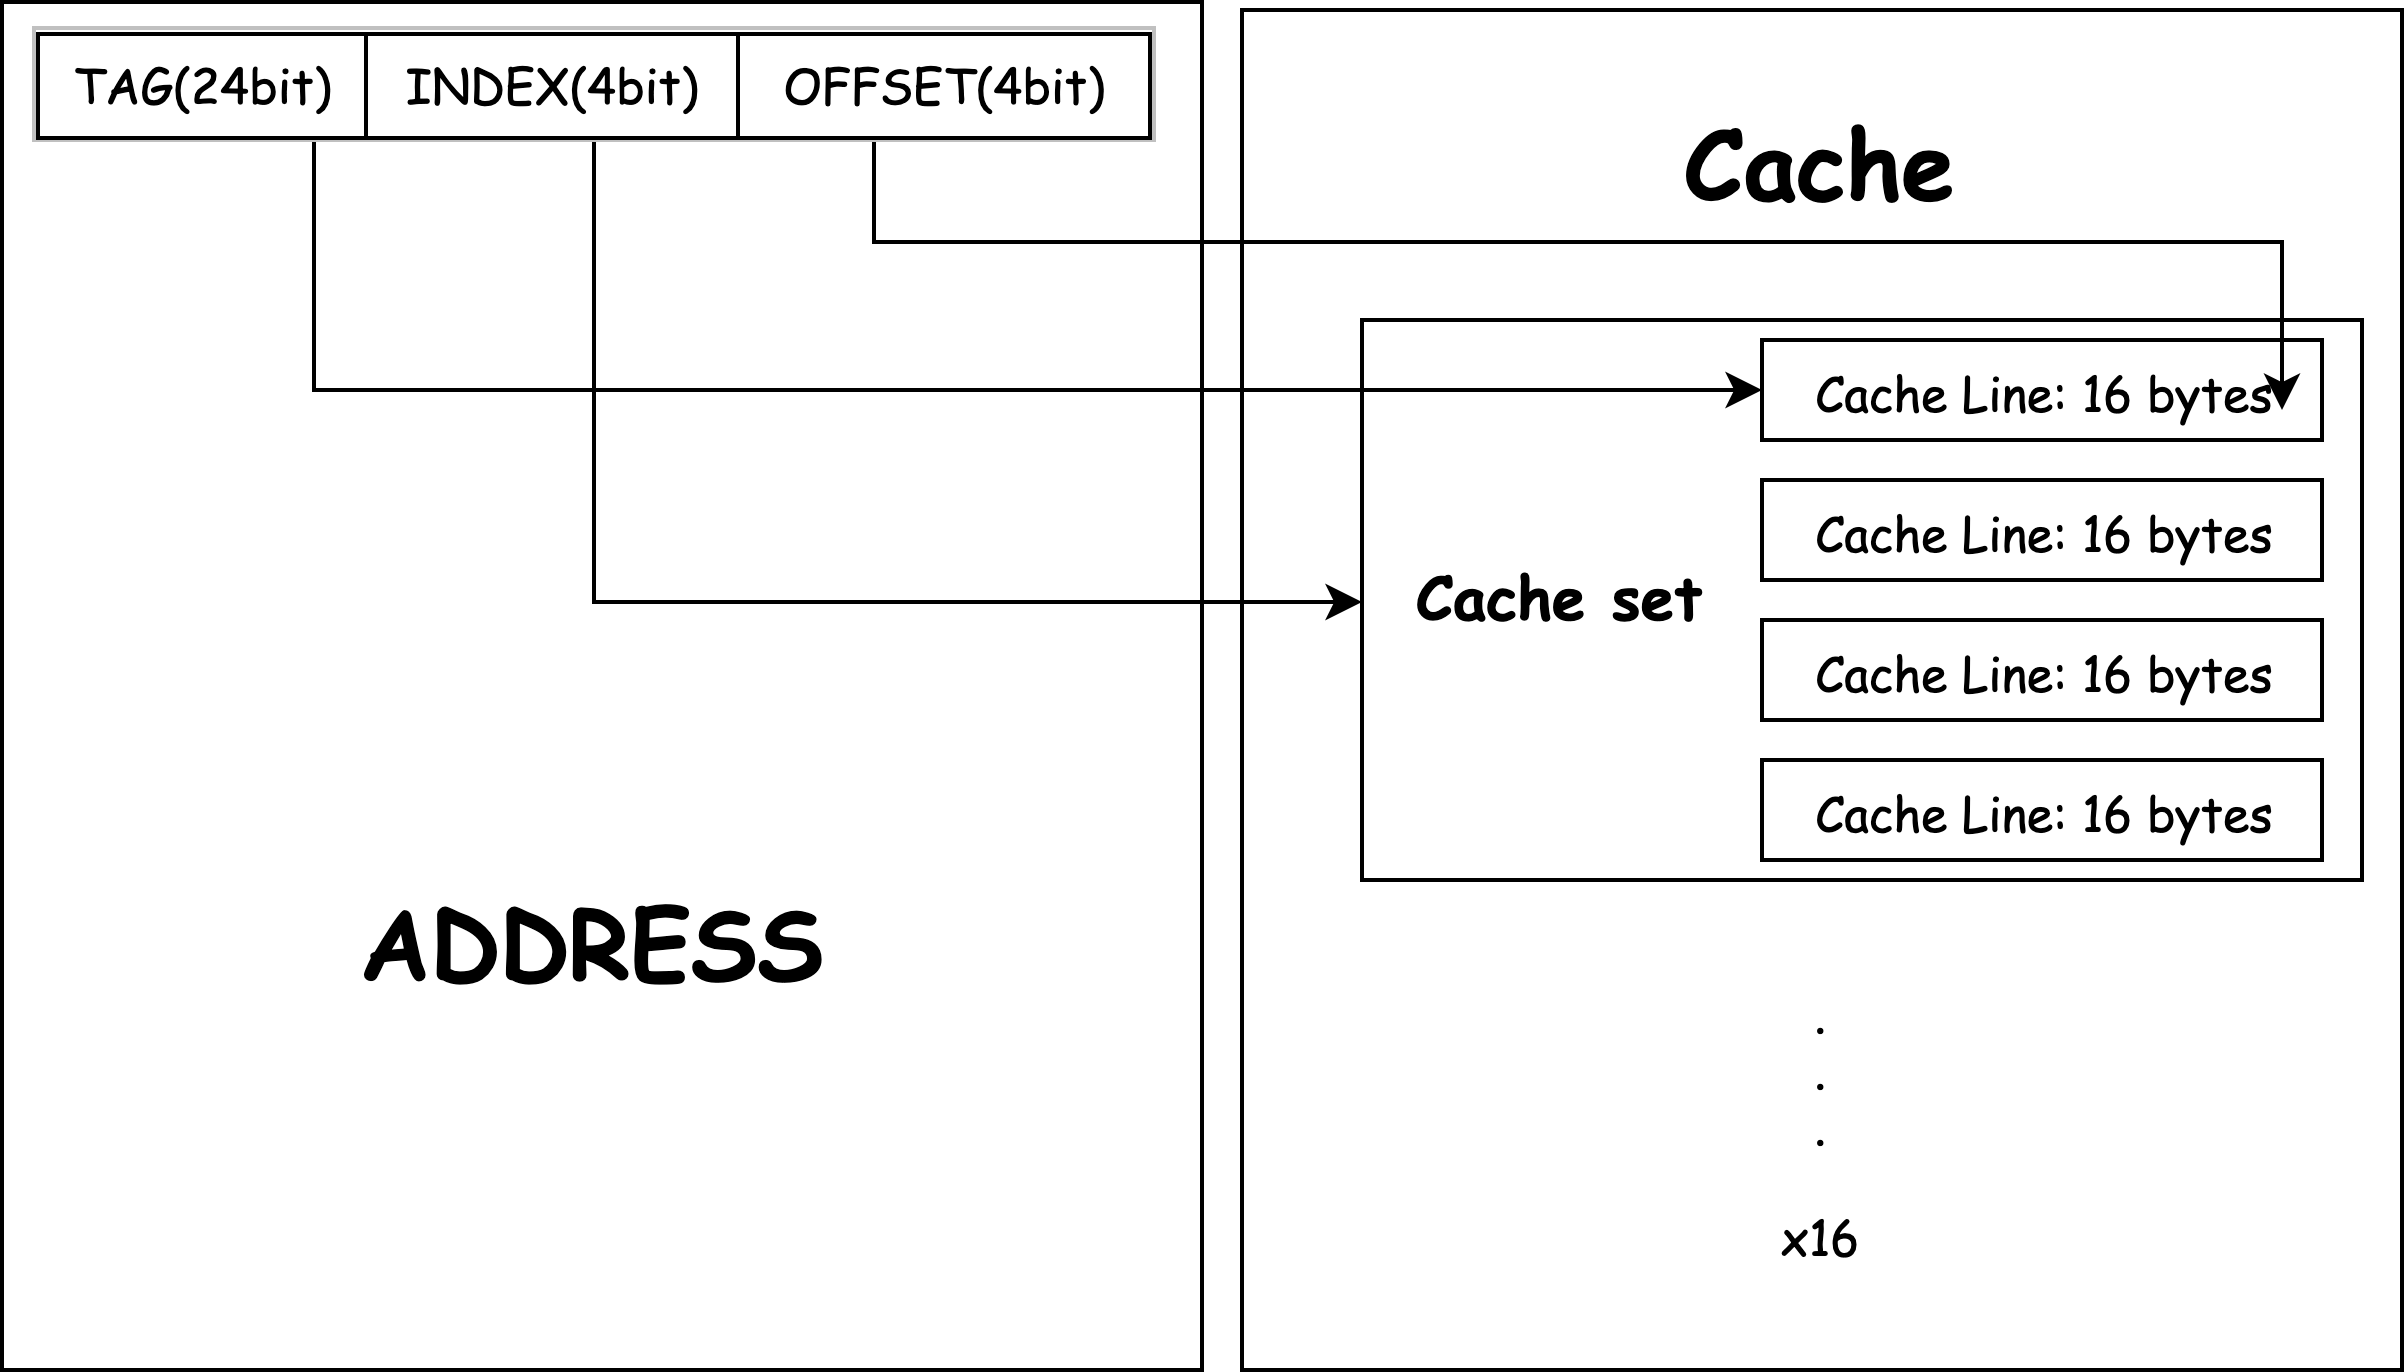 TAG(24bit)
INDEX(4bit)
OFFSET(4bit)
ADDRESS
Cache
Cache set
Cache Line: 16 bytes
Cache Line: 16 bytes
Cache Line: 16 bytes
Cache Line: 16 bytes
.
.
.
x16